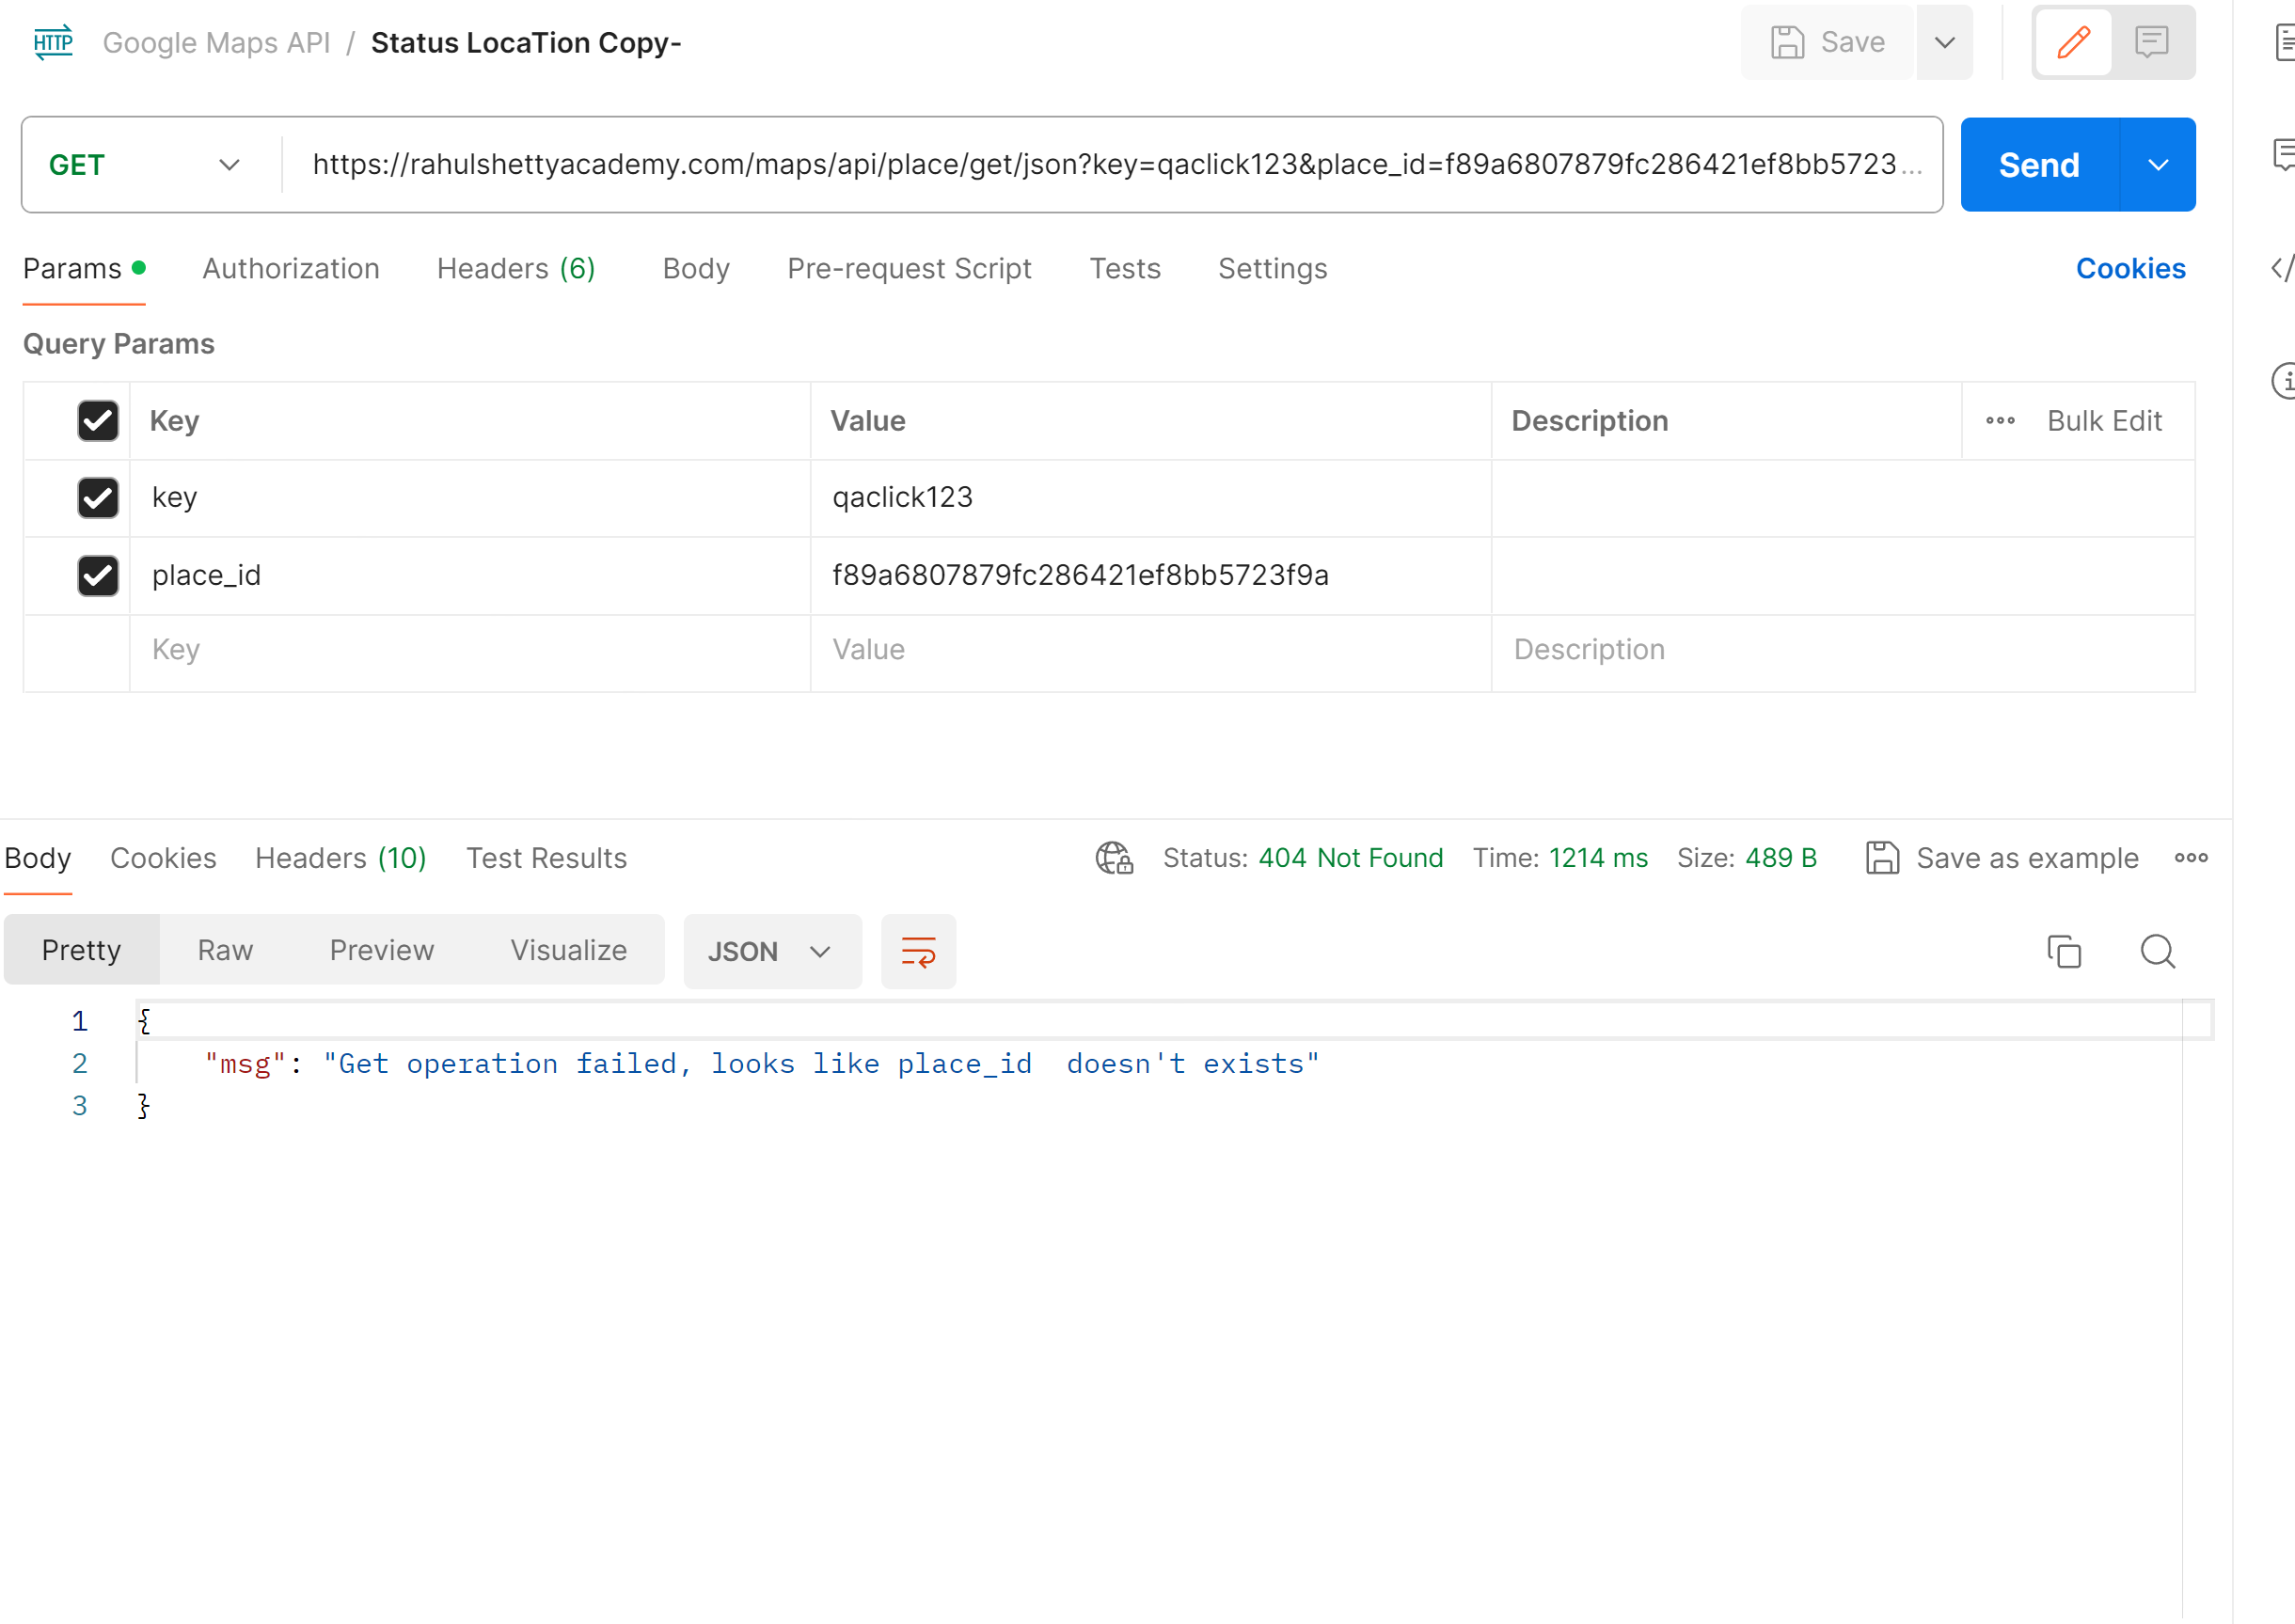 HTTP Google Maps API / Status LocaTion Copy- Save
GET https://rahulshettyacademy.com/maps/api/place/get/json?key=qaclick123&place_id=f89a6807879fc286421ef8bb5723... Send
Params Authorization Headers (6) Body Pre-request Script Tests Settings Cookies
Query Params
Key Value Description Bulk Edit
key qaclick123
place_id f89a6807879fc286421ef8bb5723f9a
Key Value Description
Body Cookies Headers (10) Test Results Status: 404 Not Found Time: 1214 ms Size: 489 B Save as example
Pretty Raw Preview Visualize JSON
1 {
2 "msg": "Get operation failed, looks like place_id  doesn't exists"
3 }